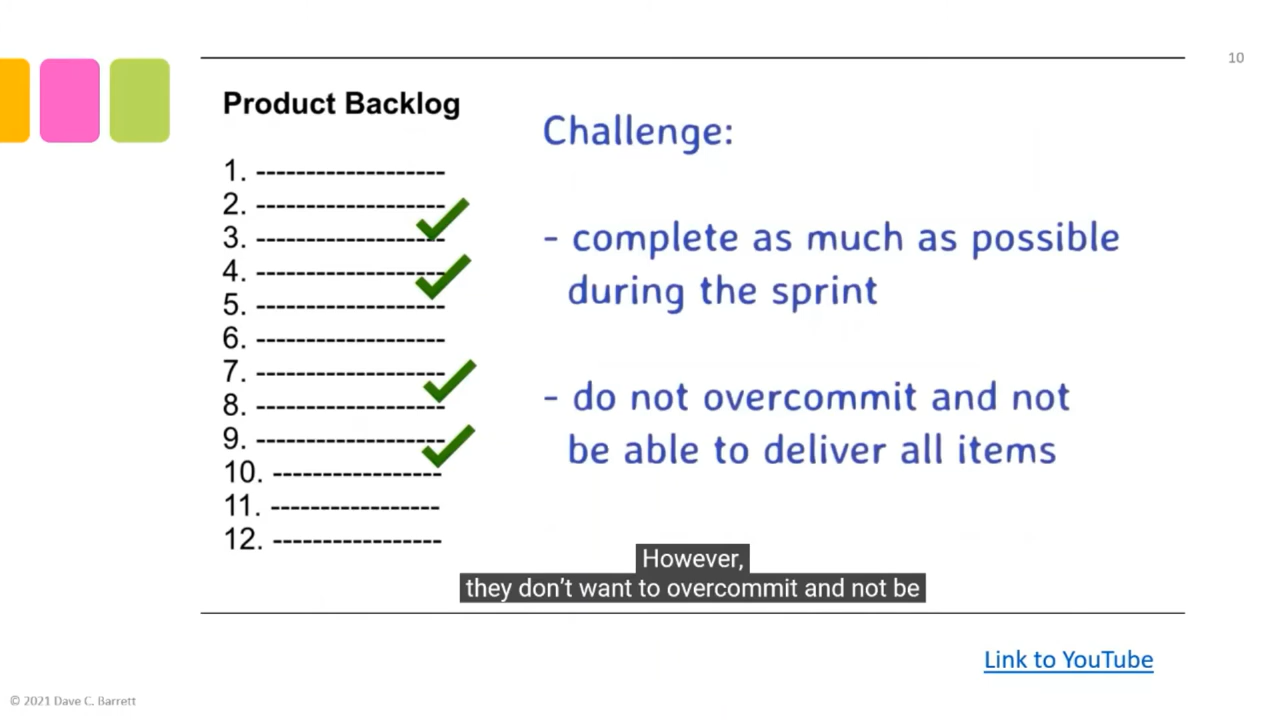 10
Product Backlog
1. -------------------
2. -------------------
3. -------------------
4. -------------------
5. -------------------
6. -------------------
7. -------------------
8. -------------------
9. -------------------
10. -----------------
11. -----------------
12. -----------------
Challenge:
- complete as much as possible
during the sprint
- do not overcommit and not
be able to deliver all items
However,
they don't want to overcommit and not be
Link to YouTube
© 2021 Dave C. Barrett